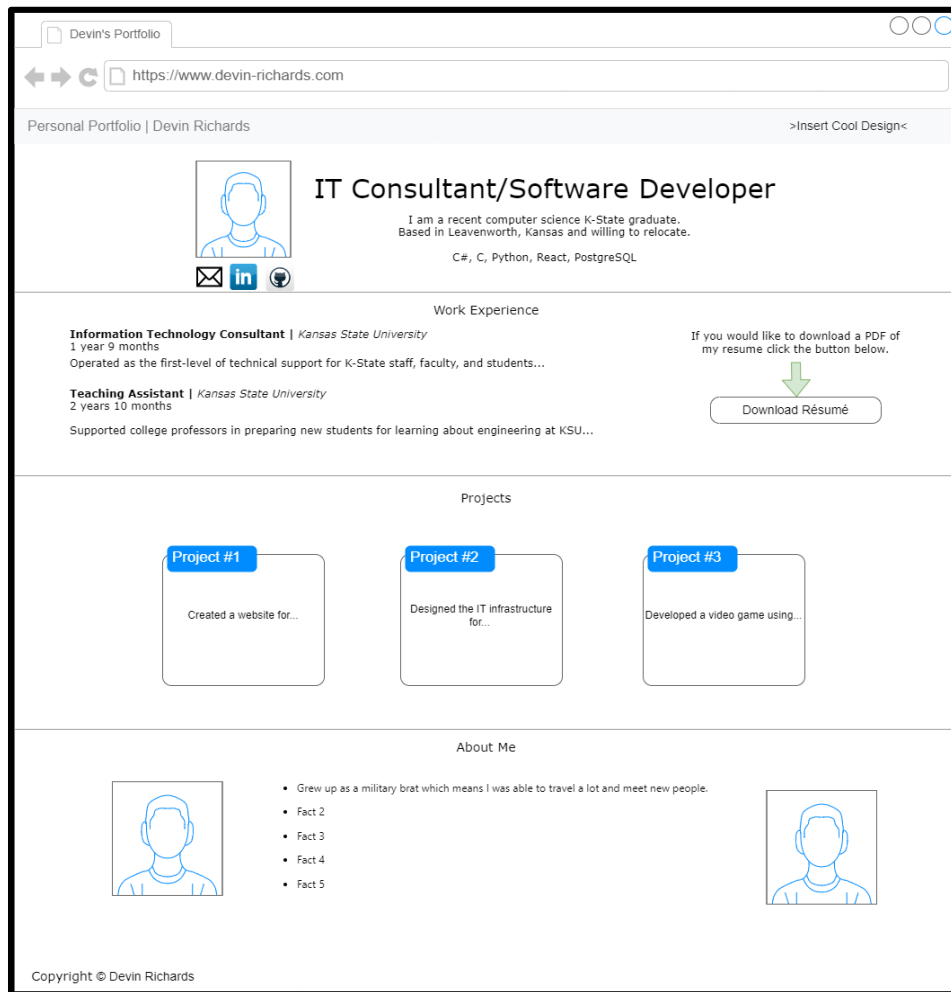 Devin's Portfolio
https://www.devin-richards.com
Personal Portfolio | Devin Richards
>Insert Cool Design<
IT Consultant/Software Developer
I am a recent computer science K-State graduate.
Based in Leavenworth, Kansas and willing to relocate.
C#, C, Python, React, PostgreSQL
in
Work Experience
Information Technology Consultant | Kansas State University
1 year 9 months
Operated as the first-level of technical support for K-State staff, faculty, and students...
Teaching Assistant | Kansas State University
2 years 10 months
Supported college professors in preparing new students for learning about engineering at KSU...
If you would like to download a PDF of
my resume click the button below.
Download Résumé
Projects
Project #1
Created a website for...
Project #2
Designed the IT infrastructure
for...
Project #3
Developed a video game using...
About Me
• Grew up as a military brat which means I was able to travel a lot and meet new people.
• Fact 2
• Fact 3
• Fact 4
• Fact 5
Copyright © Devin Richards